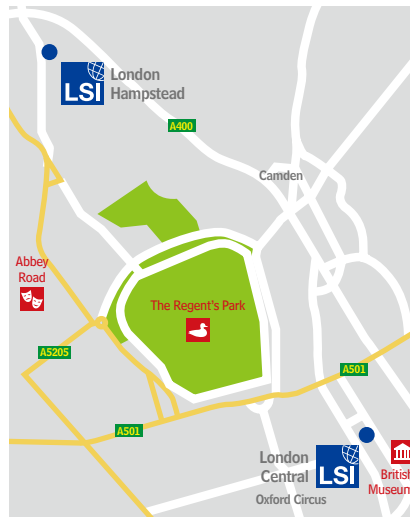 London
LSI Hampstead
A400
Camden
Abbey
Road
The Regent's Park
A5205
A501
A501
London
Central
LSI
British
Museum
Oxford Circus